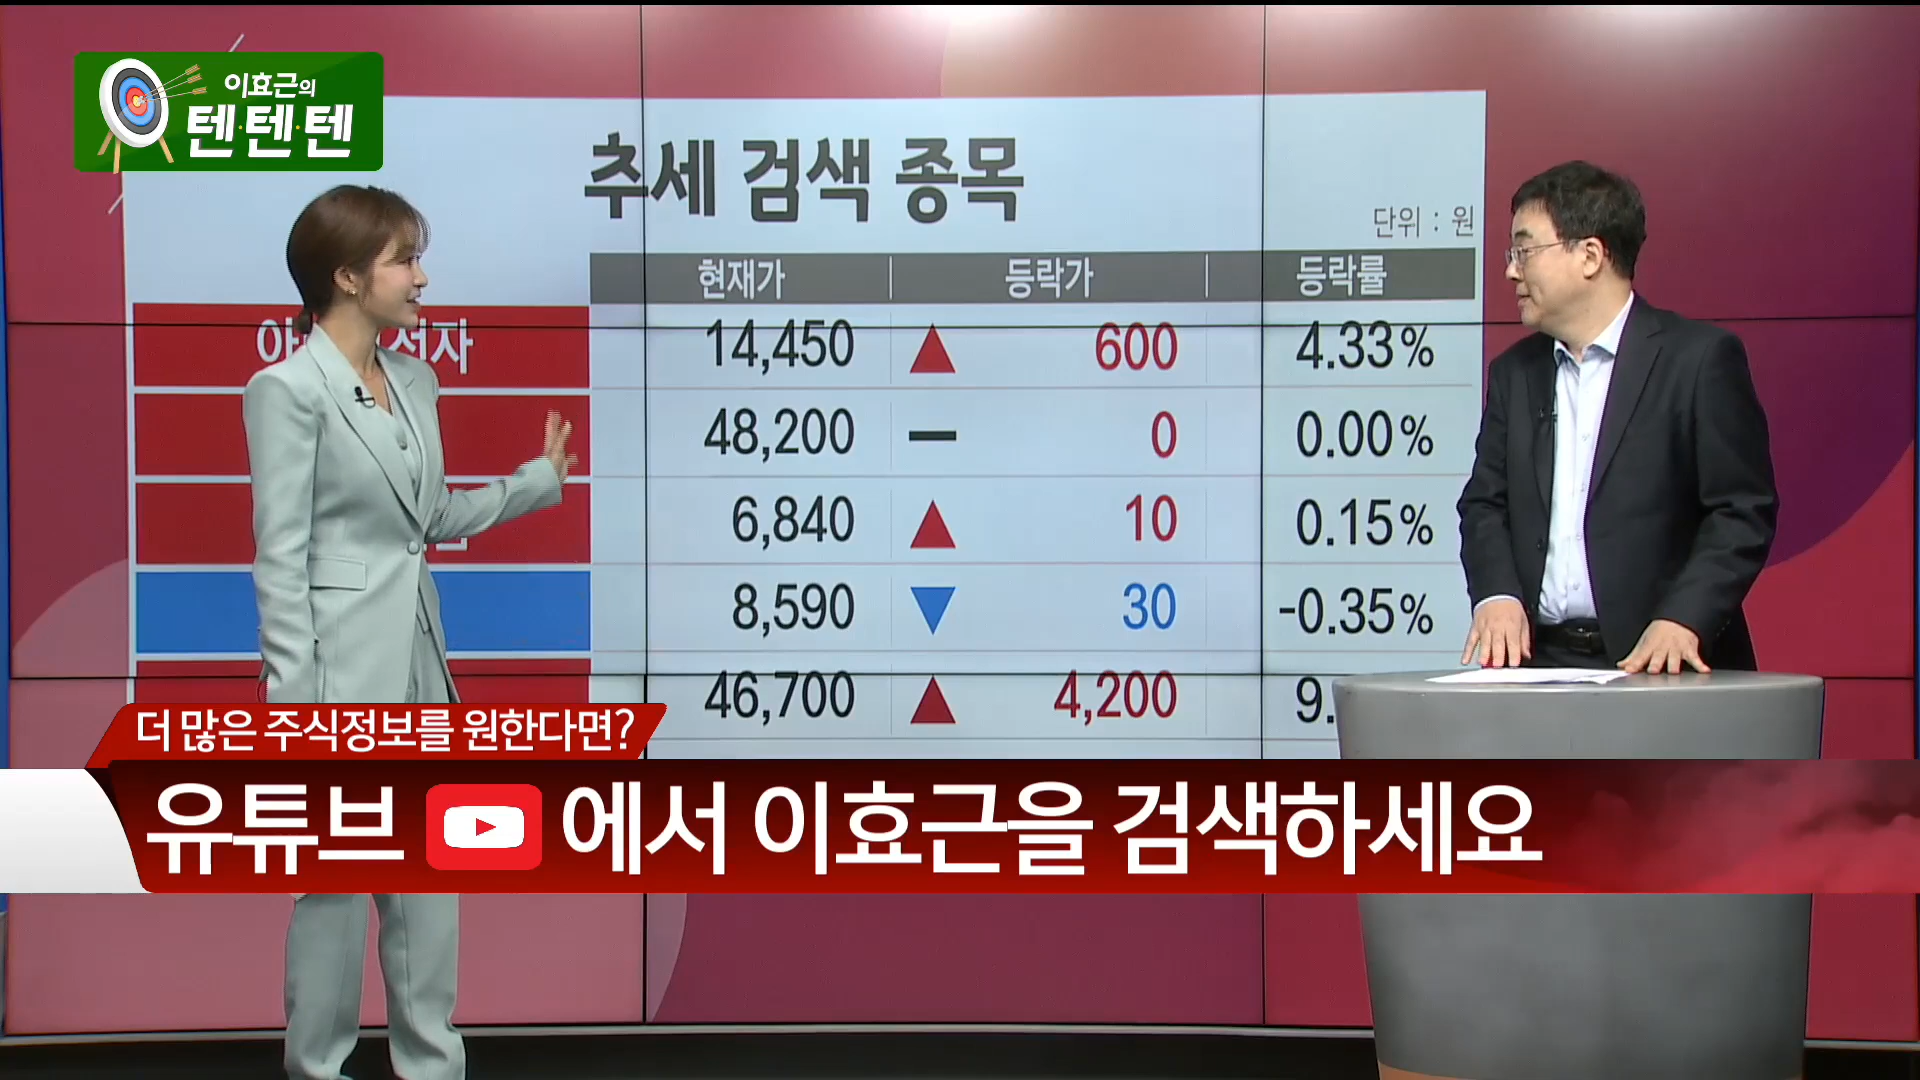 이효근의
텐·텐·텐
추세 검색 종목
단위 : 원
현재가 등락가 등락률
전자 14,450 ▲ 600 4.33%
48,200 − 0 0.00%
6,840 ▲ 10 0.15%
8,590 ▼ 30 -0.35%
46,700 ▲ 4,200 9.
더 많은 주식정보를 원한다면?
유튜브 에서 이효근을 검색하세요